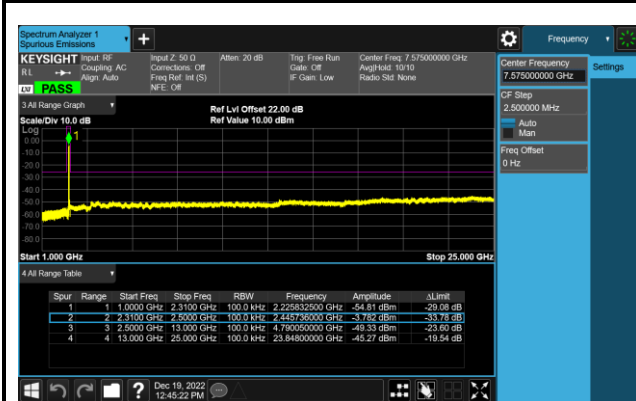 Spectrum Analyzer 1
Spurious Emissions
Frequency
Settings
KEYSIGHT
R L
LXI
PASS
Input: RF
Coupling: AC
Align: Auto
Input Z: 50 Ω
Corrections: Off
Freq Ref: Int (S)
NFE: Off
Atten: 20 dB
Trig: Free Run
Gate: Off
IF Gain: Low
Center Freq: 7.575000000 GHz
Avg|Hold: 10/10
Radio Std: None
Center Frequency
7.575000000 GHz
CF Step
2.500000 MHz
Auto
Man
Freq Offset
0 Hz
3 All Range Graph
Scale/Div 10.0 dB
Ref Lvl Offset 22.00 dB
Ref Value 10.00 dBm
Log
1
0.00
-10.0
-20.0
-30.0
-40.0
-50.0
-60.0
-70.0
-80.0
Start 1.000 GHz
Stop 25.000 GHz
4 All Range Table
Spur Range Start Freq Stop Freq RBW Frequency Amplitude ΔLimit
1 1 1.0000 GHz 2.3100 GHz 100.0 kHz 2.225832500 GHz -54.81 dBm -29.08 dB
2 2 2.3100 GHz 2.5000 GHz 100.0 kHz 2.445736000 GHz -3.782 dBm -33.78 dB
3 3 2.5000 GHz 13.000 GHz 100.0 kHz 4.790050000 GHz -49.33 dBm -23.60 dB
4 4 13.000 GHz 25.000 GHz 100.0 kHz 23.84800000 GHz -45.27 dBm -19.54 dB
?
Dec 19, 2022
12:45:22 PM